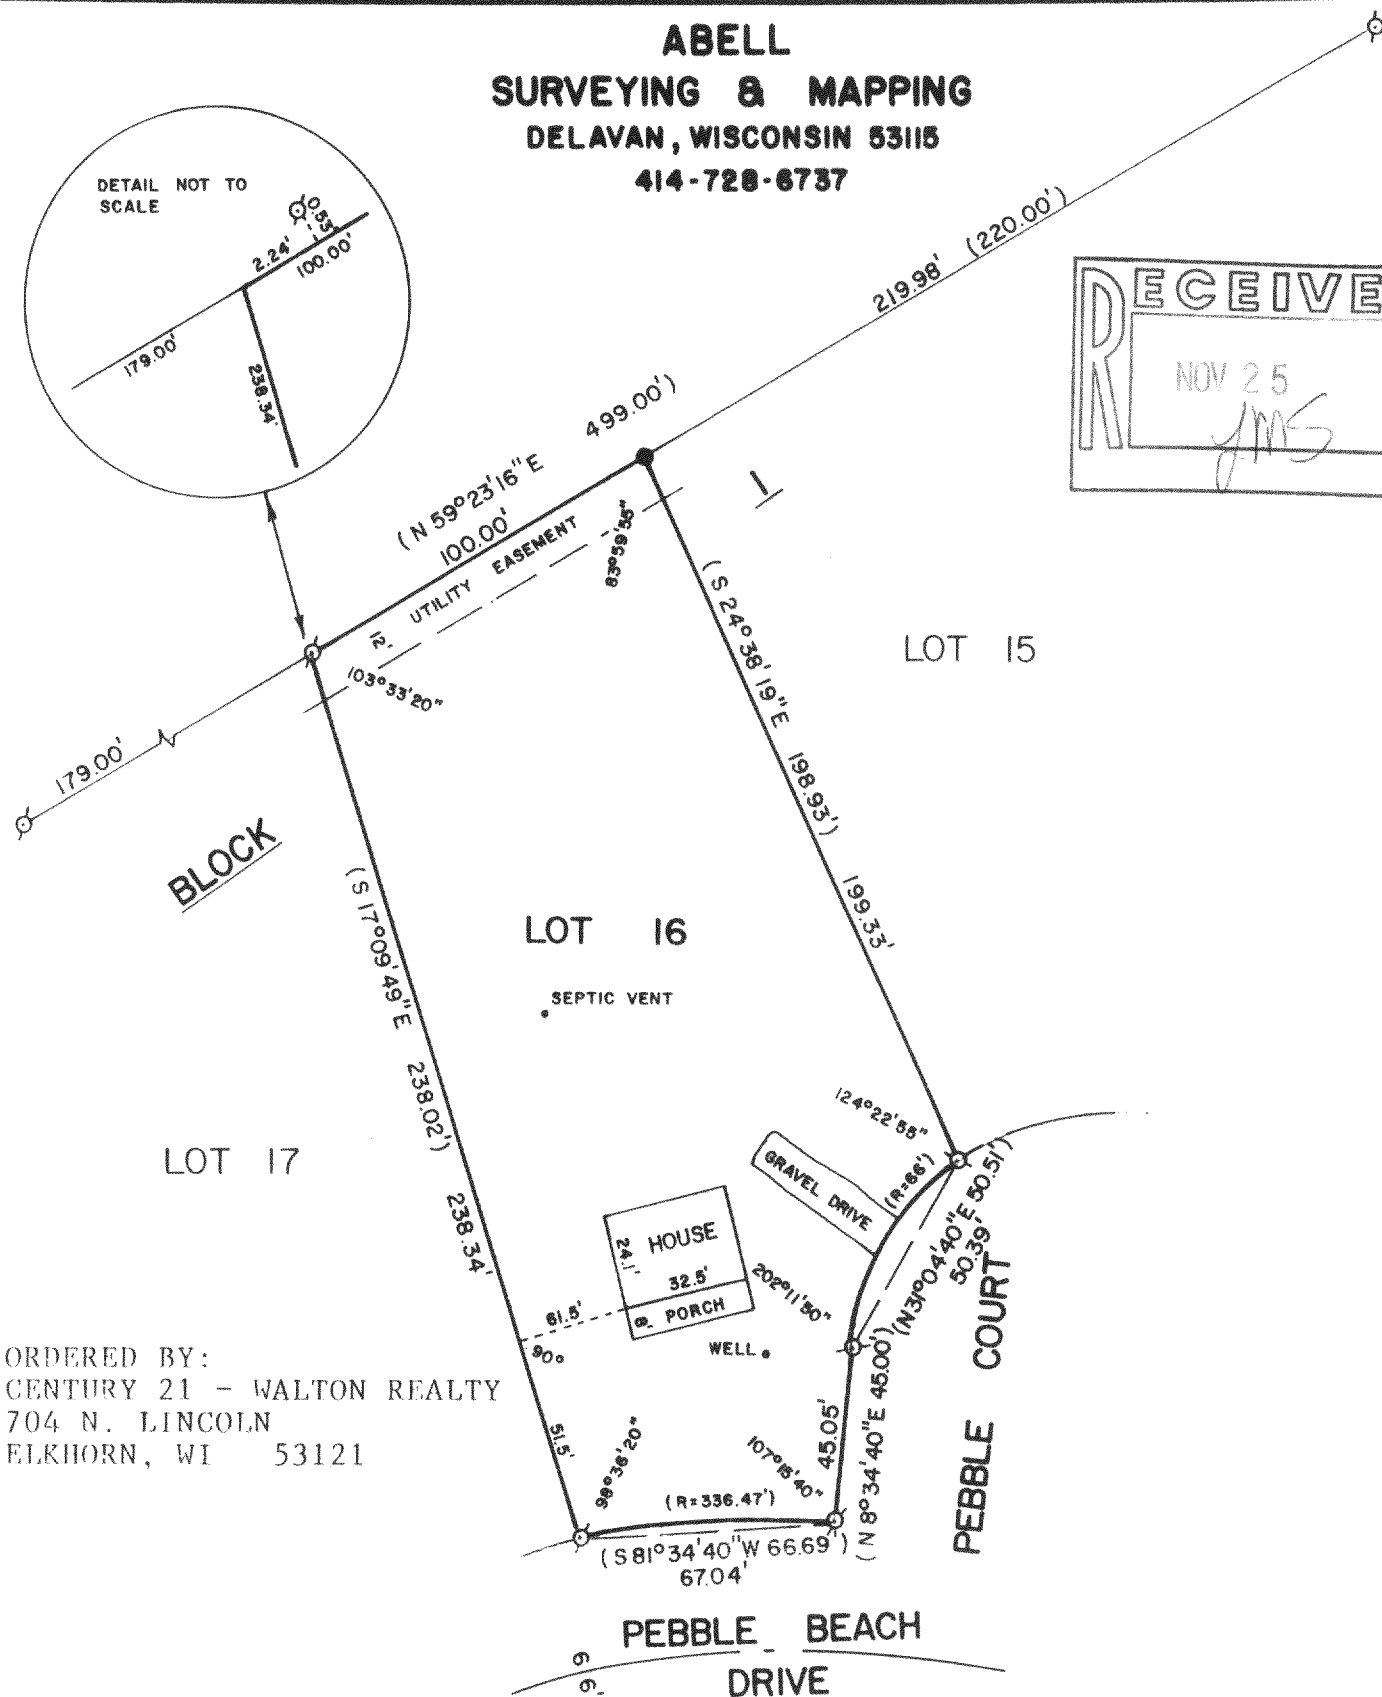 ABELL
SURVEYING & MAPPING
DELAVAN, WISCONSIN 53115
414-728-6737
DETAIL NOT TO
SCALE
0.53'
2.24'
100.00'
179.00'
238.34'
219.98' (220.00')
RECEIVE
NOV 25
499.00')
(N 59°23'16" E
100.00'
12' UTILITY EASEMENT
83°59'55"
1
(S 24°38'19"E 198.93')
199.33'
LOT 15
103°33'20"
179.00'
BLOCK
(S 17°09'49"E 238.02')
238.34'
LOT 16
SEPTIC VENT
LOT 17
124°22'55"
GRAVEL DRIVE
(R=66')
(N31°04'40"E 50.51')
50.39'
HOUSE
24.1'
32.5'
8' PORCH
202°11'50"
61.5'
90°
WELL
51.5'
98°36'20"
107°15'40"
45.05'
(N 8°34'40"E 45.00')
PEBBLE COURT
ORDERED BY:
CENTURY 21 - WALTON REALTY
704 N. LINCOLN
ELKHORN, WI 53121
(R=336.47')
(S 81°34'40"W 66.69')
67.04'
PEBBLE BEACH
DRIVE
66'